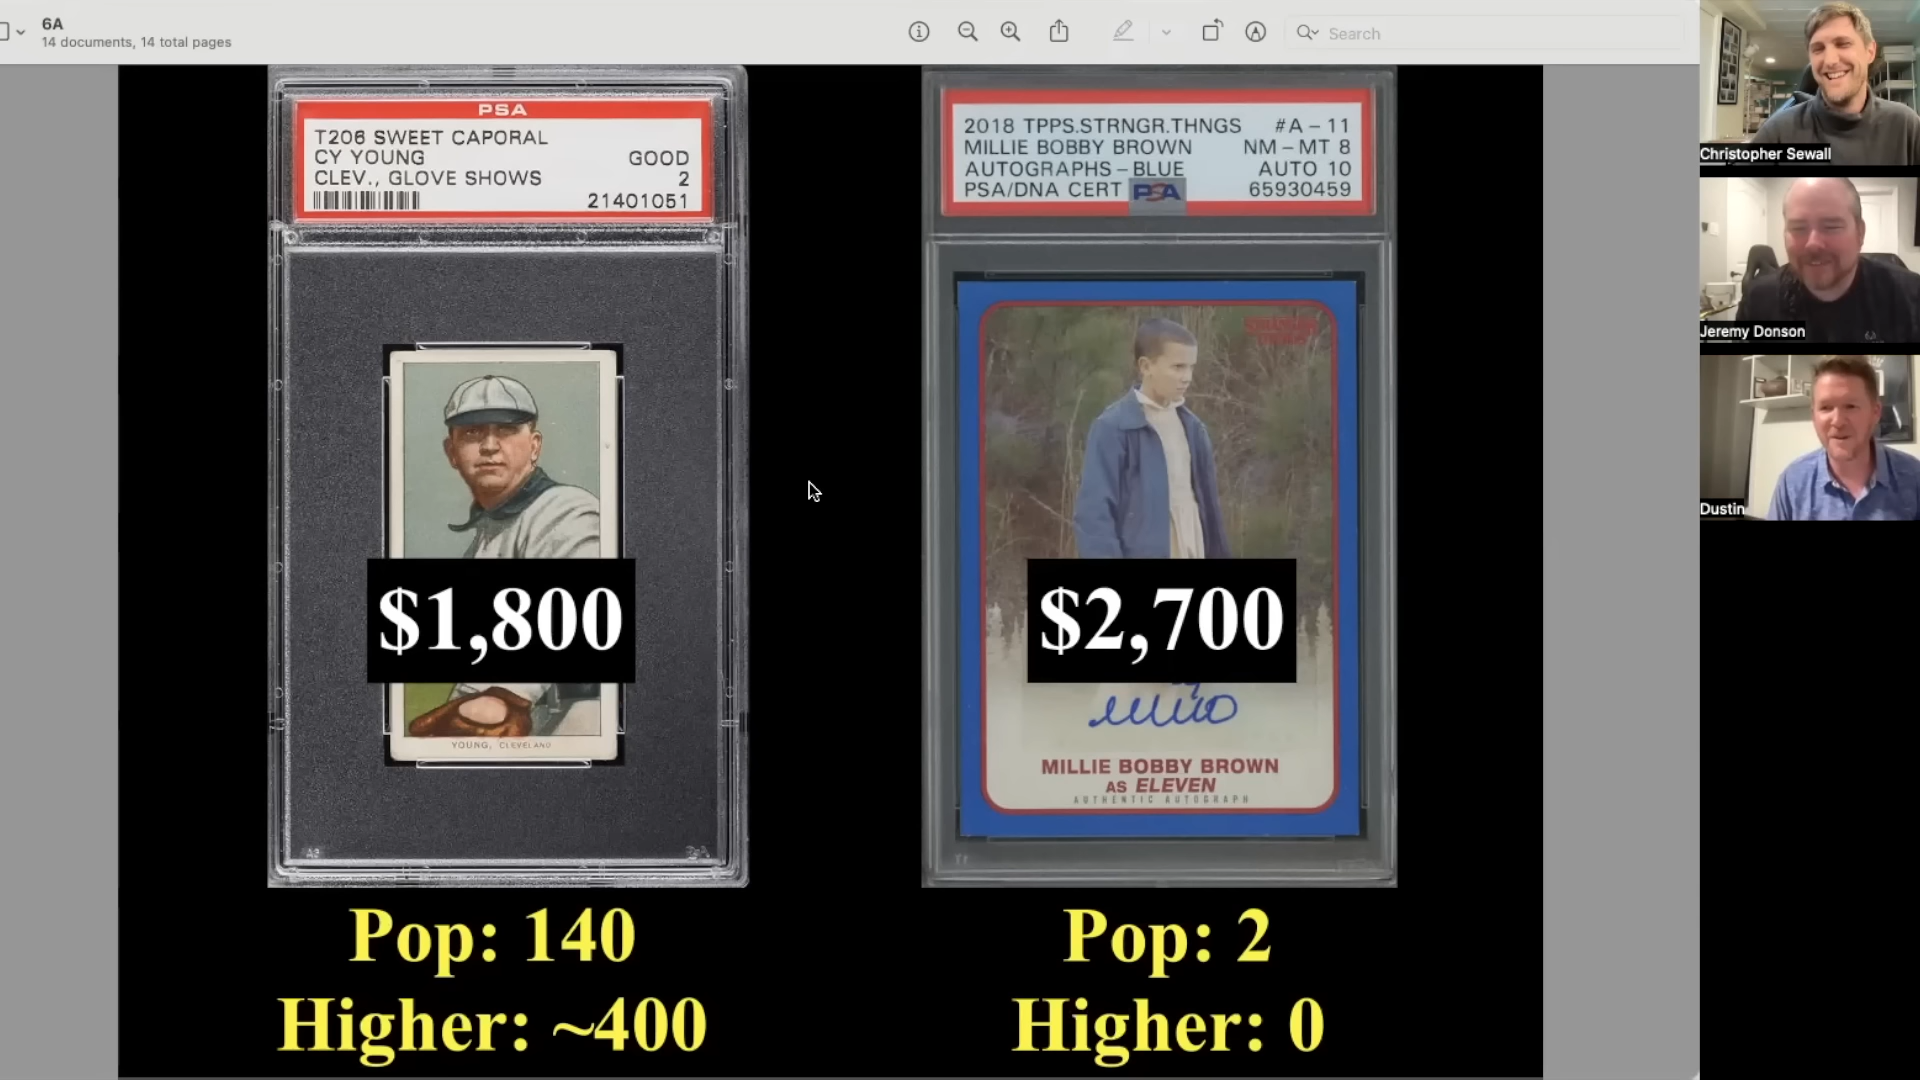 6A
14 documents, 14 total pages
Search
PSA
T206 SWEET CAPORAL
CY YOUNG GOOD
CLEV., GLOVE SHOWS 2
21401051
YOUNG, CLEVELAND
$1,800
Pop: 140
Higher: ~400
2018 TPPS.STRNGR.THNGS #A-11
MILLIE BOBBY BROWN NM-MT 8
AUTOGRAPHS-BLUE AUTO 10
PSA/DNA CERT PSA 65930459
$2,700
MILLIE BOBBY BROWN
AS ELEVEN
AUTHENTIC AUTOGRAPH
Pop: 2
Higher: 0
Christopher Sewall
Jeremy Donson
Dustin